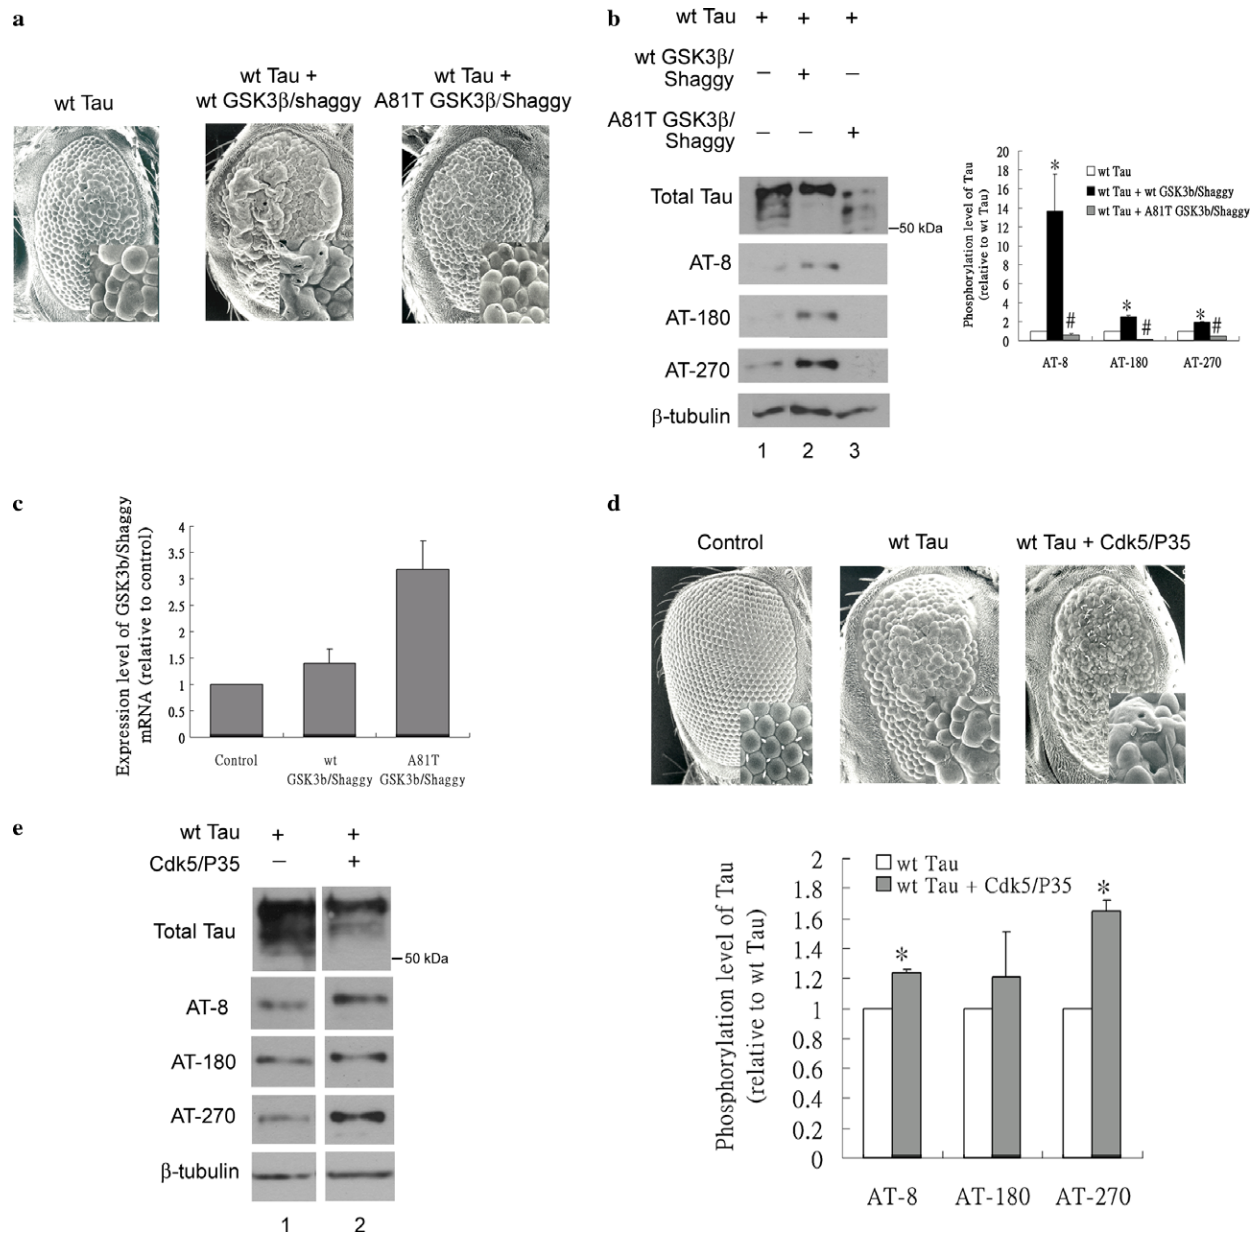 a
wt Tau
wt Tau +
wt GSK3β/shaggy
wt Tau +
A81T GSK3β/Shaggy
b
wt Tau + + +
wt GSK3β/
Shaggy − + −
A81T GSK3β/
Shaggy − − +
Total Tau
50 kDa
AT-8
AT-180
AT-270
β-tubulin
1 2 3
Phosphorylation level of Tau
(relative to wt Tau)
20
18
16
14
12
10
8
6
4
2
0
wt Tau
wt Tau + wt GSK3b/Shaggy
wt Tau + A81T GSK3b/Shaggy
*
#
*
#
*
#
AT-8 AT-180 AT-270
c
Expression level of GSK3b/Shaggy
mRNA (relative to control)
4
3.5
3
2.5
2
1.5
1
0.5
0
Control
wt
GSK3b/Shaggy
A81T
GSK3b/Shaggy
d
Control
wt Tau
wt Tau + Cdk5/P35
e
wt Tau + +
Cdk5/P35 − +
Total Tau
50 kDa
AT-8
AT-180
AT-270
β-tubulin
1 2
Phosphorylation level of Tau
(relative to wt Tau)
2
1.8
1.6
1.4
1.2
1
0.8
0.6
0.4
0.2
0
wt Tau
wt Tau + Cdk5/P35
*
*
AT-8 AT-180 AT-270